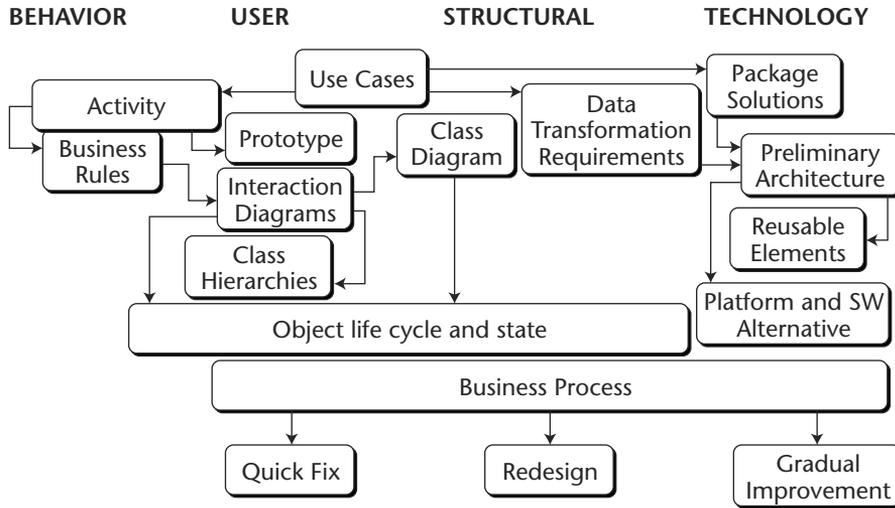 BEHAVIOR USER STRUCTURAL TECHNOLOGY
Use Cases
Package
Solutions
Activity
Data
Transformation
Requirements
Prototype
Class
Diagram
Business
Rules
Preliminary
Architecture
Interaction
Diagrams
Reusable
Elements
Class
Hierarchies
Platform and SW
Alternative
Object life cycle and state
Business Process
Quick Fix
Redesign
Gradual
Improvement